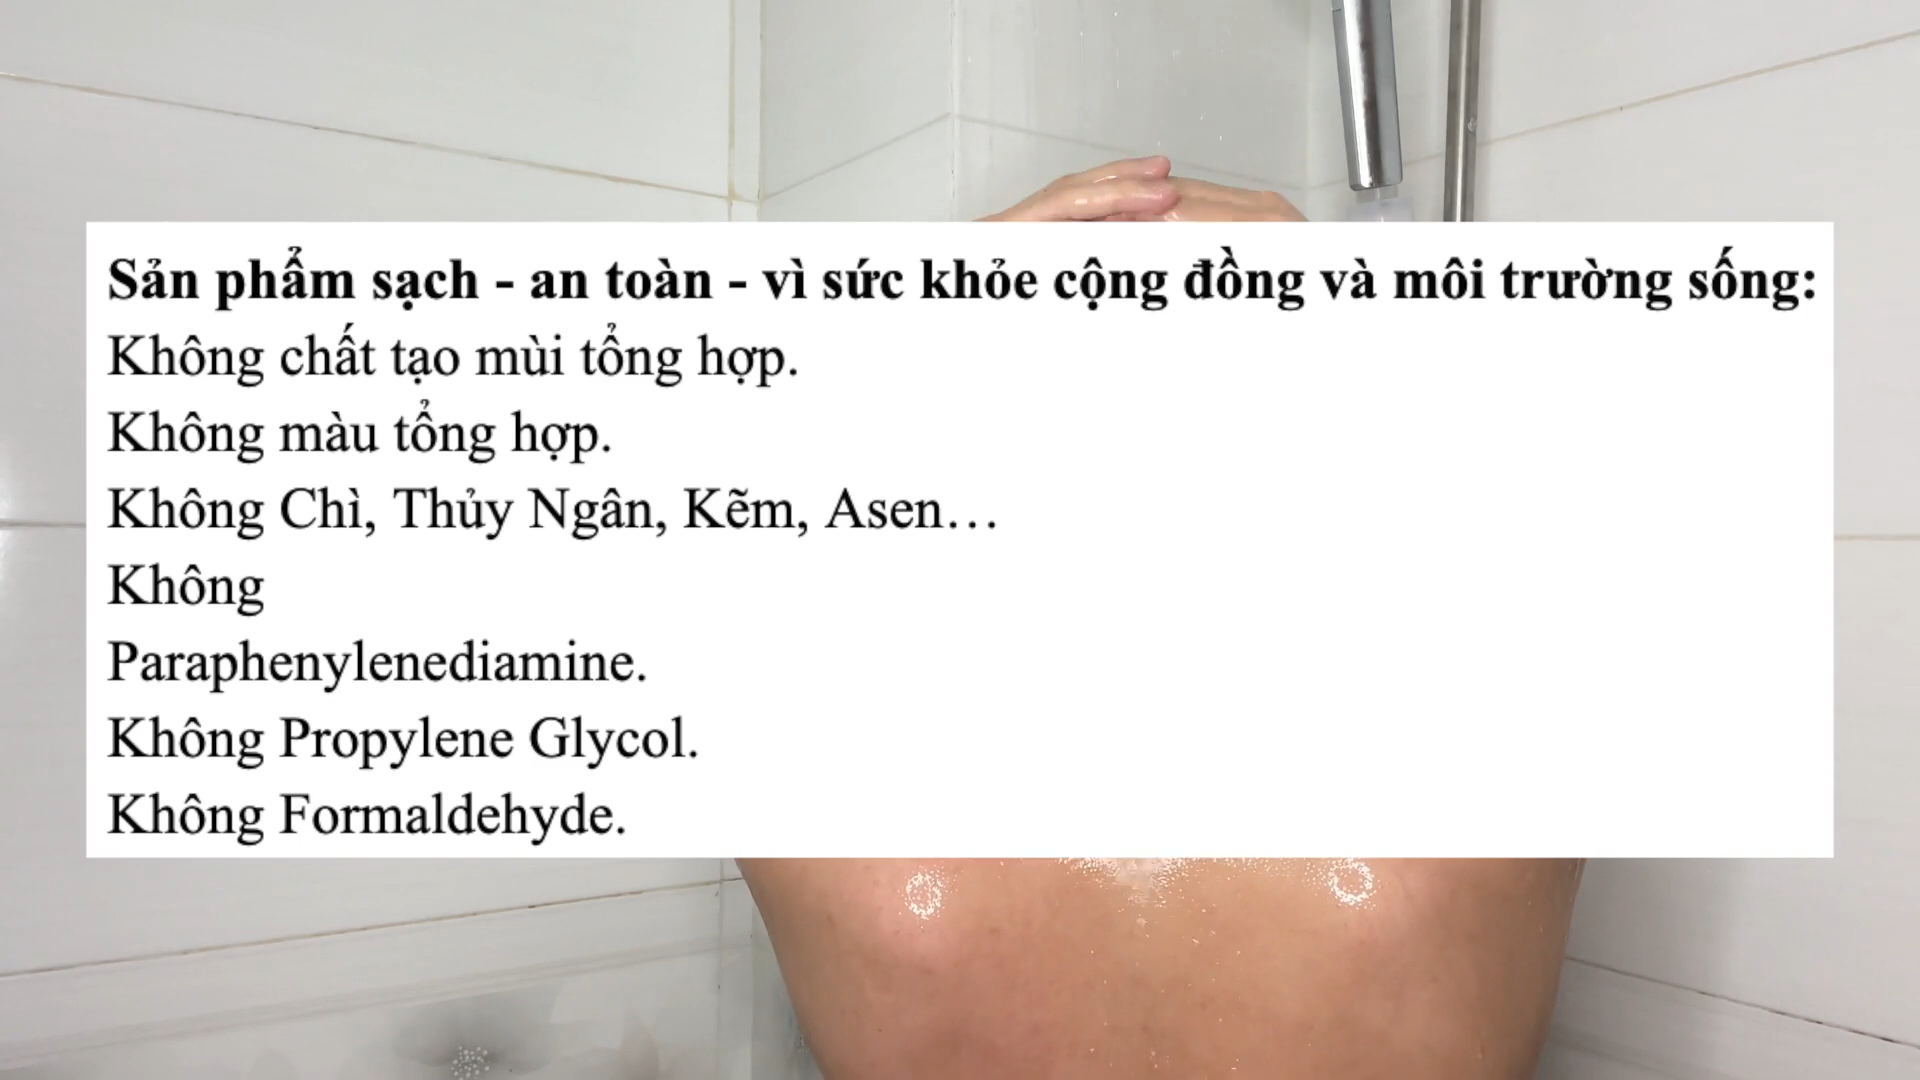 Sản phẩm sạch - an toàn - vì sức khỏe cộng đồng và môi trường sống:
Không chất tạo mùi tổng hợp.
Không màu tổng hợp.
Không Chì, Thủy Ngân, Kẽm, Asen…
Không
Paraphenylenediamine.
Không Propylene Glycol.
Không Formaldehyde.